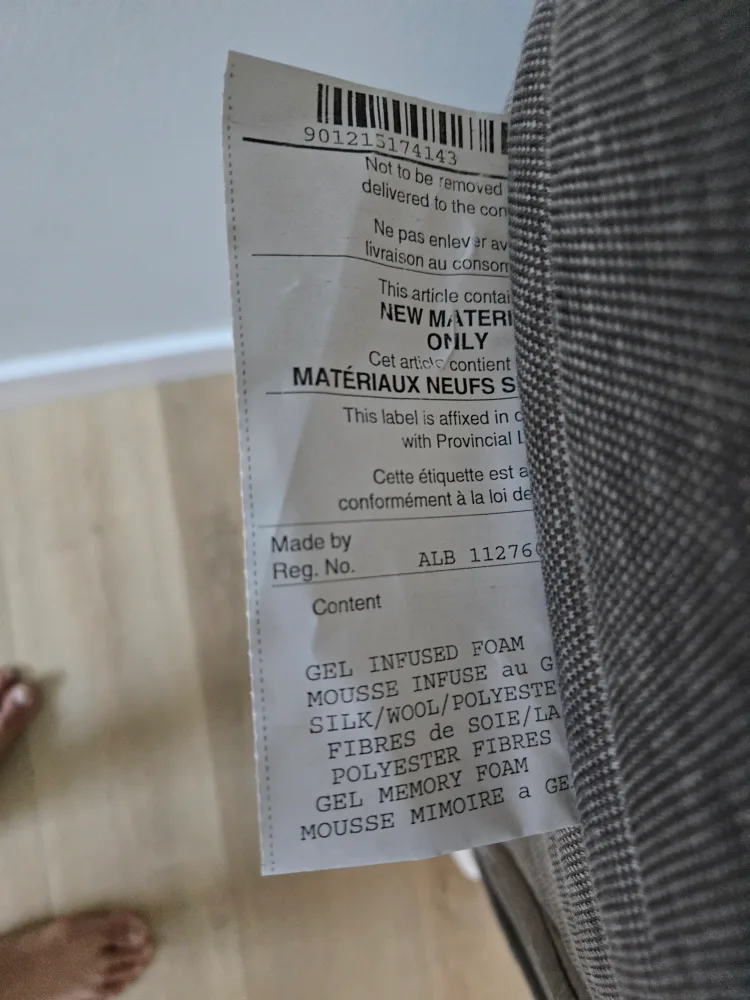 901215174143
Not to be removed
delivered to the con
Ne pas enlever av
livraison au consom
This article contai
NEW MATERI
ONLY
Cet article contient
MATÉRIAUX NEUFS S
This label is affixed in
with Provincial L
Cette étiquette est a
conformément à la loi de
Made by
Reg. No. ALB 11276
Content
GEL INFUSED FOAM
MOUSSE INFUSE au G
SILK/WOOL/POLYESTE
FIBRES de SOIE/LA
POLYESTER FIBRES
GEL MEMORY FOAM
MOUSSE MIMOIRE a GE